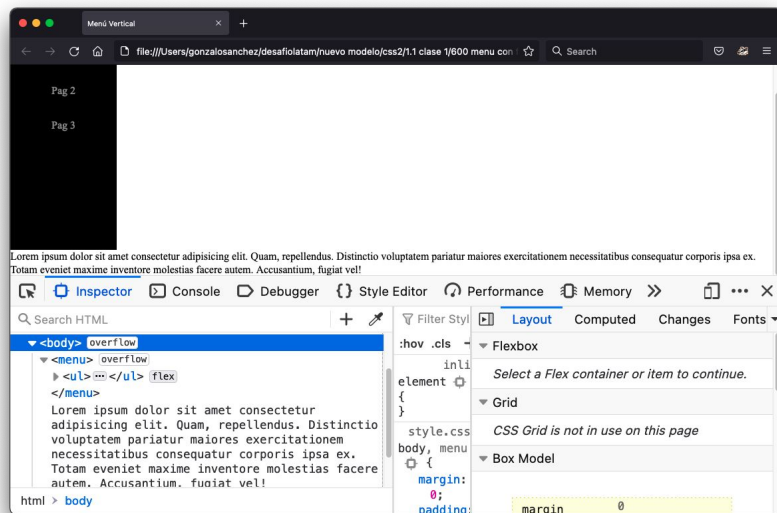 Menú Vertical
file:///Users/gonzalosanchez/desafiolatam/nuevo modelo/css2/1.1 clase 1/600 menu con
Search
Pag 2
Pag 3
Lorem ipsum dolor sit amet consectetur adipisicing elit. Quam, repellendus. Distinctio voluptatem pariatur maiores exercitationem necessitatibus consequatur corporis ipsa ex.
Totam eveniet maxime inventore molestias facere autem. Accusantium, fugiat vel!
Inspector Console Debugger {} Style Editor Performance Memory
Search HTML
<body> overflow
<menu> overflow
<ul> ... </ul> flex
</menu>
Lorem ipsum dolor sit amet consectetur
adipisicing elit. Quam, repellendus. Distinctio
voluptatem pariatur maiores exercitationem
necessitatibus consequatur corporis ipsa ex.
Totam eveniet maxime inventore molestias facere
autem. Accusantium, fugiat vel!
html > body
Filter Styl
:hov .cls
inli
element
{
}
style.css
body, menu
{
margin:
0;
padding:
Layout Computed Changes Fonts
Flexbox
Select a Flex container or item to continue.
Grid
CSS Grid is not in use on this page
Box Model
margin 0